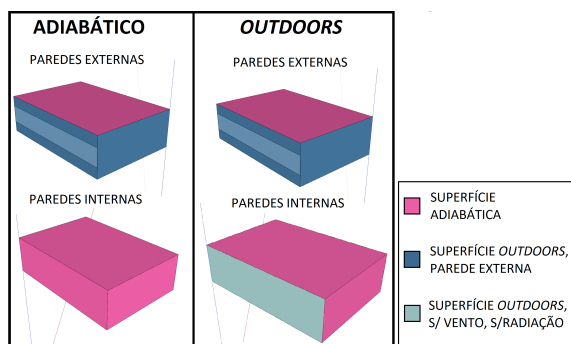 ADIABÁTICO
OUTDOORS
PAREDES EXTERNAS
PAREDES EXTERNAS
PAREDES INTERNAS
PAREDES INTERNAS
SUPERFÍCIE
ADIABÁTICA
SUPERFÍCIE OUTDOORS,
PAREDE EXTERNA
SUPERFÍCIE OUTDOORS,
S/ VENTO, S/RADIAÇÃO